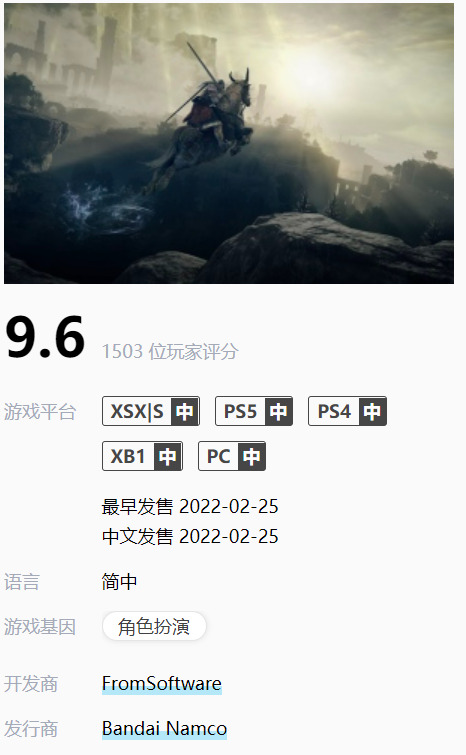 9.6 1503 位玩家评分
游戏平台 XSX|S 中 PS5 中 PS4 中
XB1 中 PC 中
最早发售 2022-02-25
中文发售 2022-02-25
语言 简中
游戏基因 角色扮演
开发商 FromSoftware
发行商 Bandai Namco